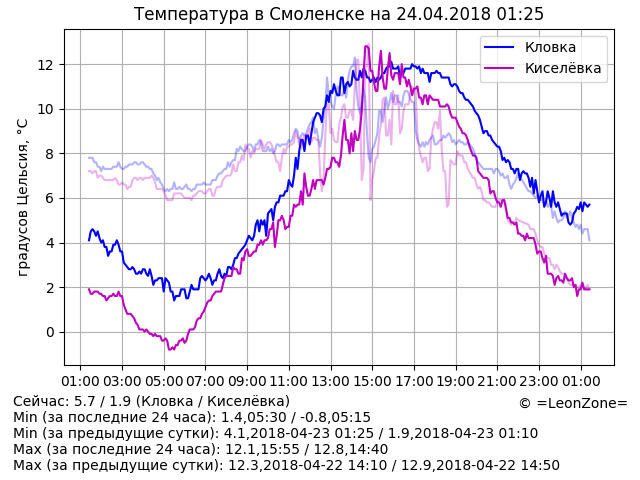 Температура в Смоленске на 24.04.2018 01:25
Кловка
Киселёвка
градусов Цельсия, °C
12
10
8
6
4
2
0
01:00 03:00 05:00 07:00 09:00 11:00 13:00 15:00 17:00 19:00 21:00 23:00 01:00
Сейчас: 5.7 / 1.9 (Кловка / Киселёвка)
© =LeonZone=
Min (за последние 24 часа): 1.4,05:30 / -0.8,05:15
Min (за предыдущие сутки): 4.1,2018-04-23 01:25 / 1.9,2018-04-23 01:10
Max (за последние 24 часа): 12.1,15:55 / 12.8,14:40
Max (за предыдущие сутки): 12.3,2018-04-22 14:10 / 12.9,2018-04-22 14:50